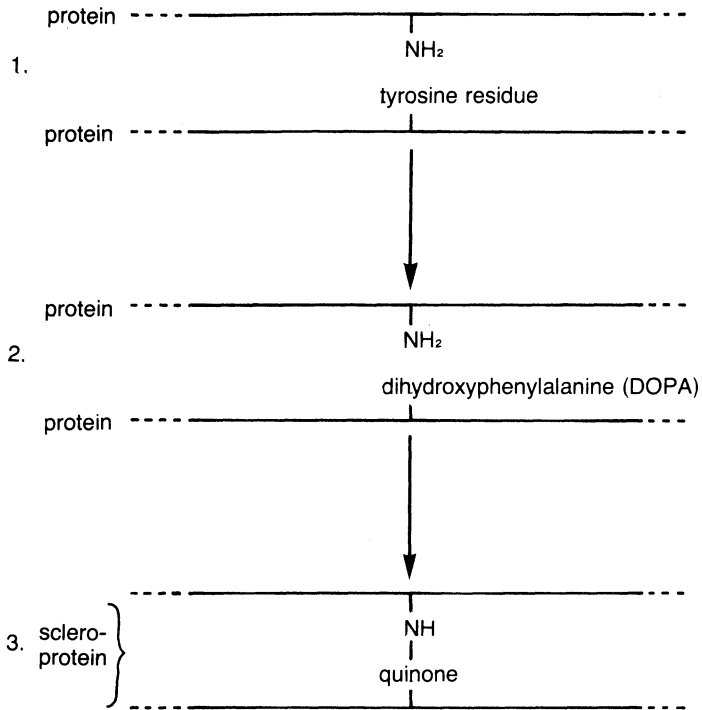 protein
NH₂
1.
tyrosine residue
protein
protein
NH₂
2.
dihydroxyphenylalanine (DOPA)
protein
NH
3. sclero-
protein
quinone